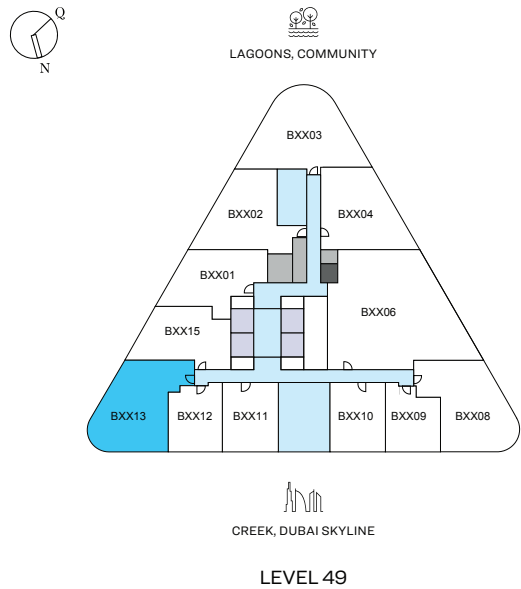 Q
N
LAGOONS, COMMUNITY
BXX03
BXX02
BXX04
BXX01
BXX06
BXX15
BXX13
BXX12
BXX11
BXX10
BXX09
BXX08
CREEK, DUBAI SKYLINE
LEVEL 49